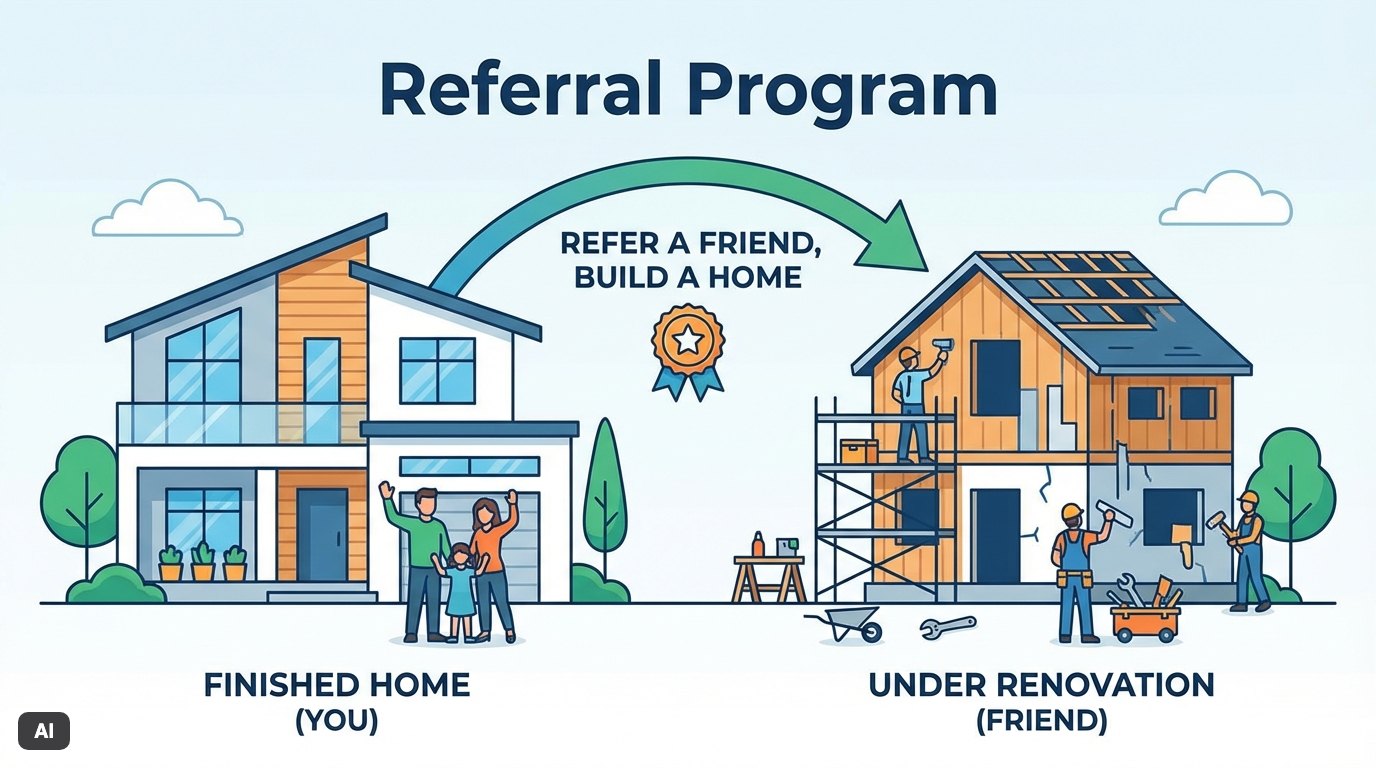 Referral Program
REFER A FRIEND,
BUILD A HOME
FINISHED HOME
(YOU)
UNDER RENOVATION
(FRIEND)
AI